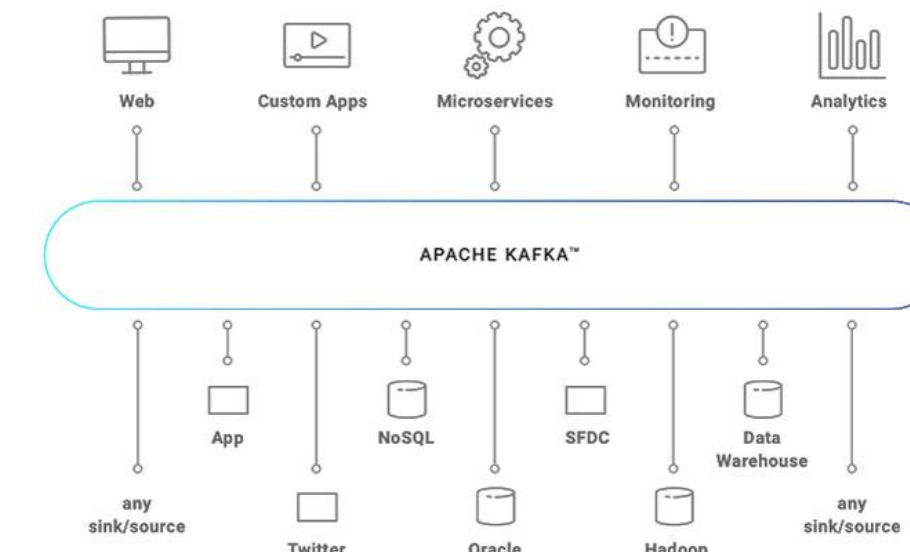 Web
Custom Apps
Microservices
Monitoring
Analytics
APACHE KAFKA™
App
NoSQL
SFDC
Data
Warehouse
any
sink/source
Twitter
Oracle
Hadoop
any
sink/source